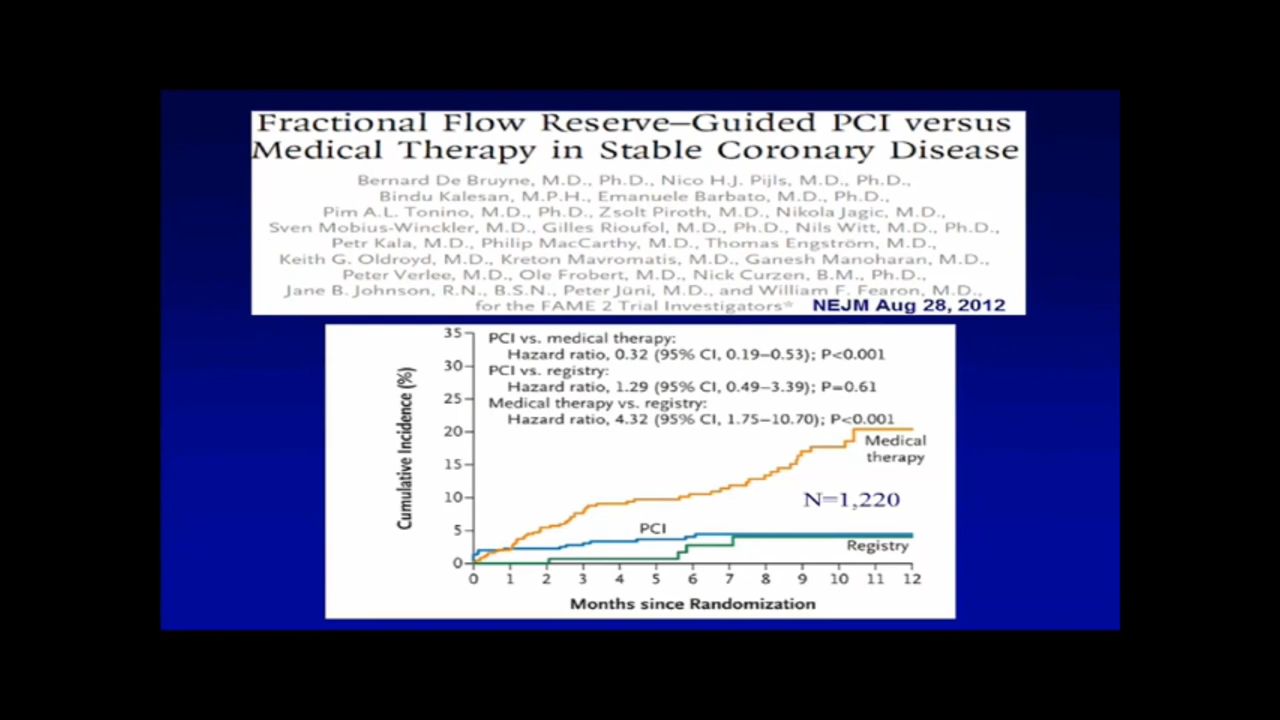 Fractional Flow Reserve–Guided PCI versus
Medical Therapy in Stable Coronary Disease
Bernard De Bruyne, M.D., Ph.D., Nico H.J. Pijls, M.D., Ph.D.,
Bindu Kalesan, M.P.H., Emanuele Barbato, M.D., Ph.D.,
Pim A.L. Tonino, M.D., Ph.D., Zsolt Piroth, M.D., Nikola Jagic, M.D.,
Sven Mobius-Winckler, M.D., Gilles Rioufol, M.D., Ph.D., Nils Witt, M.D., Ph.D.,
Petr Kala, M.D., Philip MacCarthy, M.D., Thomas Engström, M.D.,
Keith G. Oldroyd, M.D., Kreton Mavromatis, M.D., Ganesh Manoharan, M.D.,
Peter Verlee, M.D., Ole Frobert, M.D., Nick Curzen, B.M., Ph.D.,
Jane B. Johnson, R.N., B.S.N., Peter Jüni, M.D., and William F. Fearon, M.D.,
for the FAME 2 Trial Investigators* NEJM Aug 28, 2012
PCI vs. medical therapy:
Hazard ratio, 0.32 (95% CI, 0.19–0.53); P<0.001
PCI vs. registry:
Hazard ratio, 1.29 (95% CI, 0.49–3.39); P=0.61
Medical therapy vs. registry:
Hazard ratio, 4.32 (95% CI, 1.75–10.70); P<0.001
Cumulative Incidence (%)
35
30
25
20
15
10
5
0
Medical
therapy
N=1,220
PCI
Registry
0 1 2 3 4 5 6 7 8 9 10 11 12
Months since Randomization